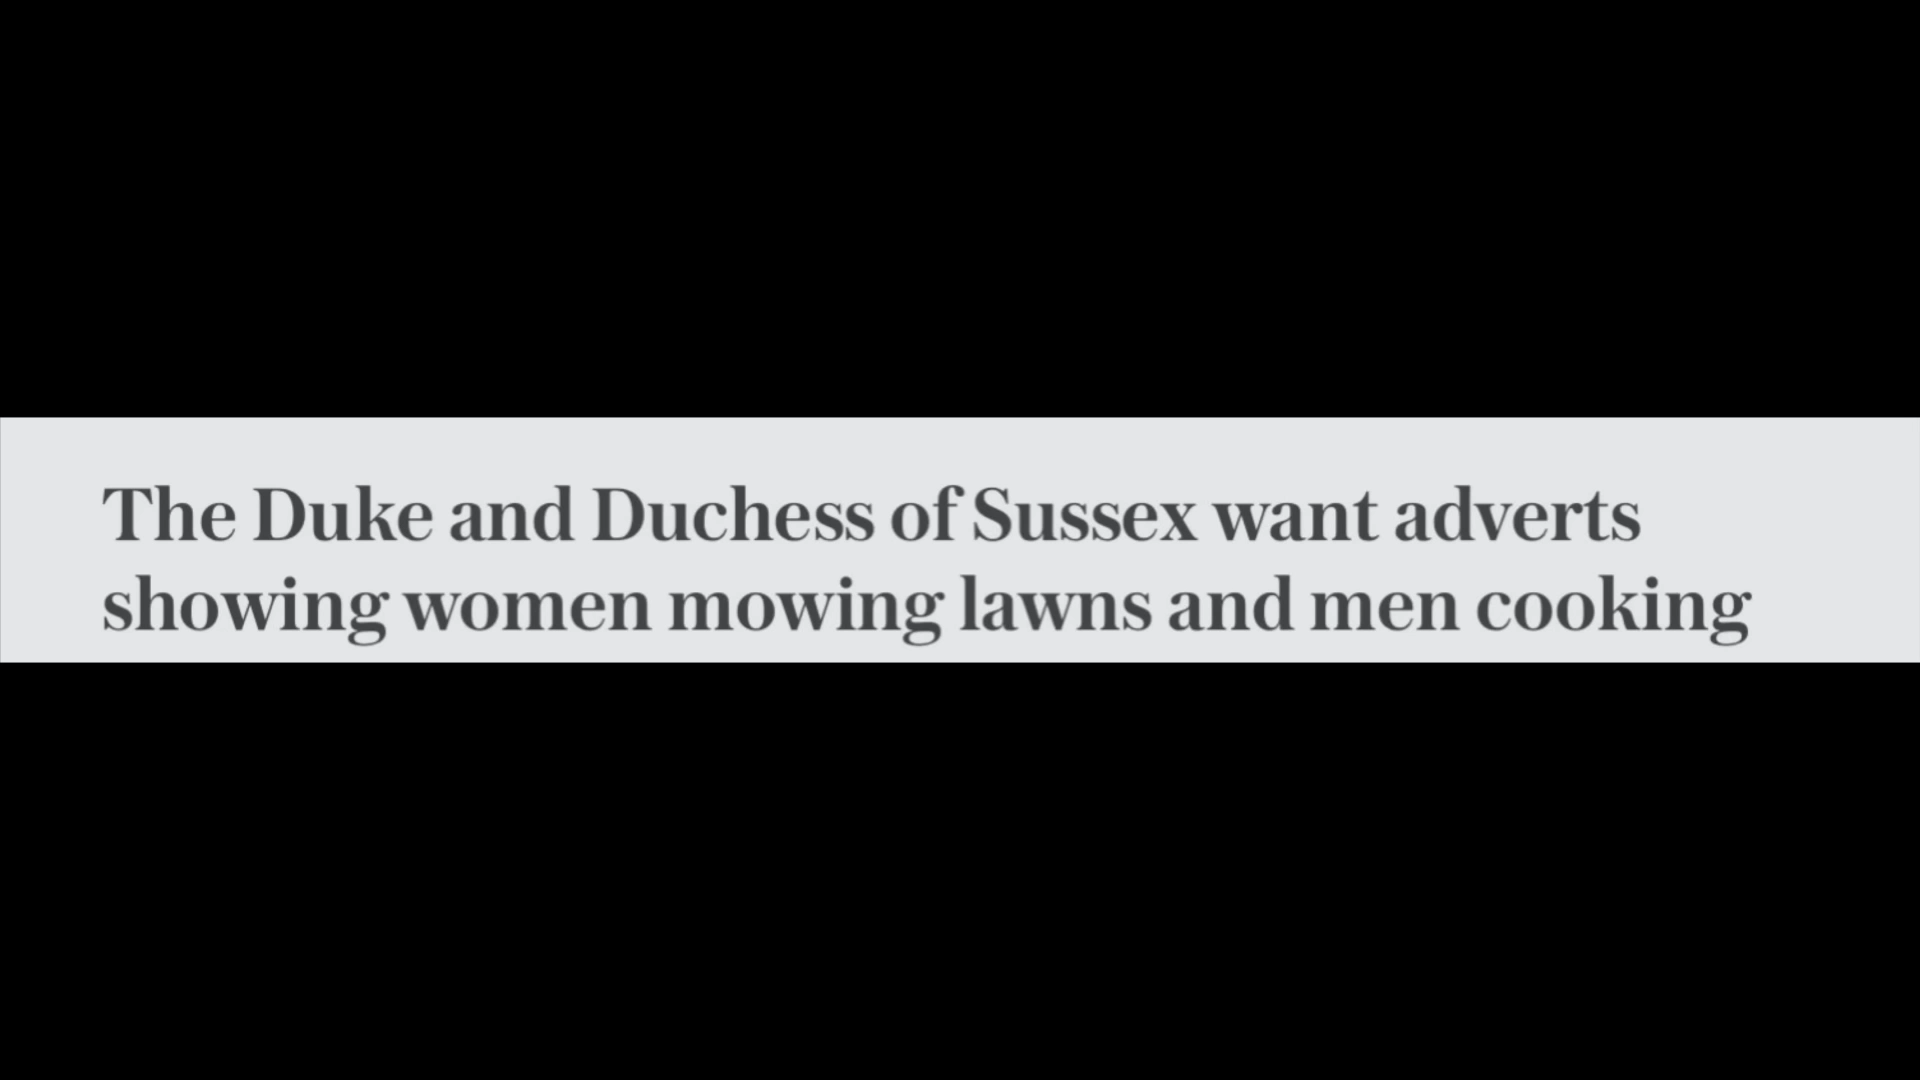 The Duke and Duchess of Sussex want adverts
showing women mowing lawns and men cooking